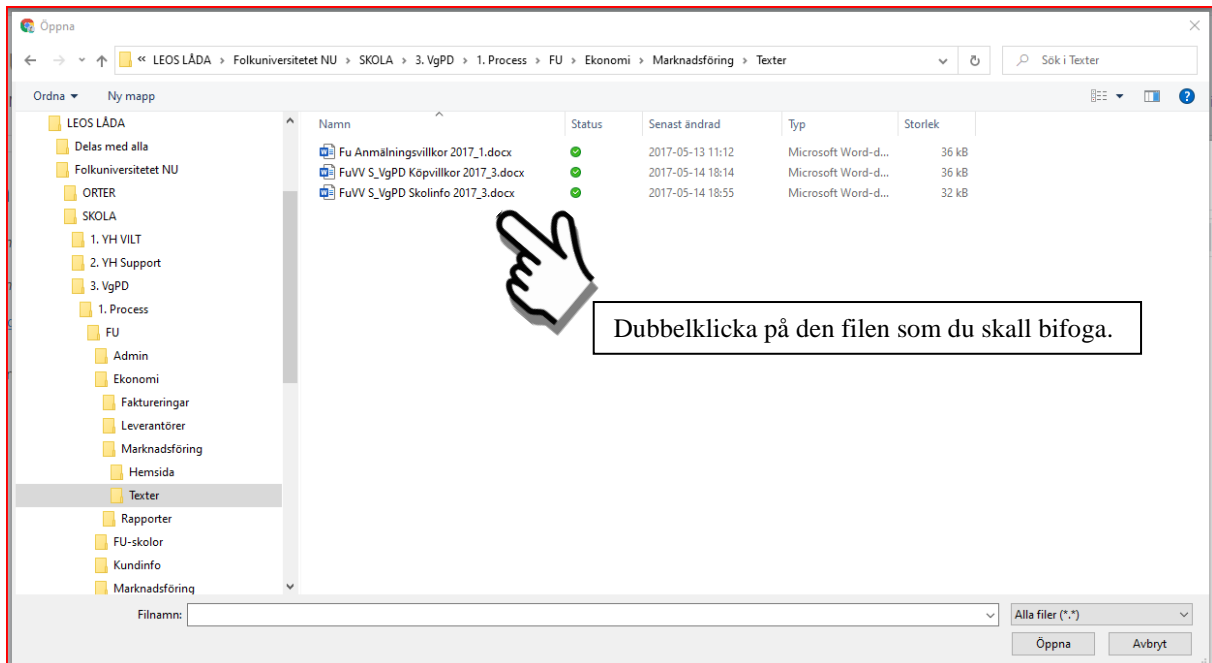 Öppna
« LEOS LÅDA > Folkuniversitetet NU > SKOLA > 3. VgPD > 1. Process > FU > Ekonomi > Marknadsföring > Texter
Sök i Texter
Ordna Ny mapp
Namn Status Senast ändrad Typ Storlek
LEOS LÅDA
Delas med alla
Folkuniversitetet NU
ORTER
SKOLA
1. YH VILT
2. YH Support
3. VgPD
1. Process
FU
Admin
Ekonomi
Faktureringar
Leverantörer
Marknadsföring
Hemsida
Texter
Rapporter
FU-skolor
Kundinfo
Marknadsföring
Fu Anmälningsvillkor 2017_1.docx 2017-05-13 11:12 Microsoft Word-d... 36 kB
FuVV S_VgPD Köpvillkor 2017_3.docx 2017-05-14 18:14 Microsoft Word-d... 36 kB
FuVV S_VgPD Skolinfo 2017_3.docx 2017-05-14 18:55 Microsoft Word-d... 32 kB
Dubbelklicka på den filen som du skall bifoga.
Filnamn:
Alla filer (*.*)
Öppna Avbryt